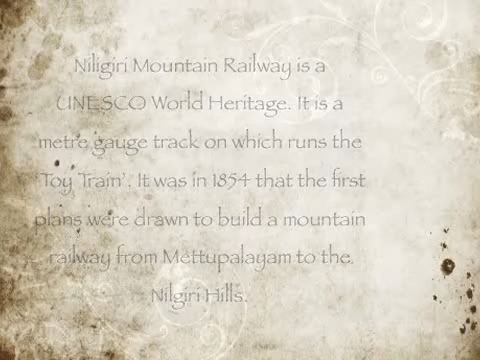 Niligiri Mountain Railway is a
UNESCO World Heritage. It is a
metre gauge track on which runs the
'Toy Train'. It was in 1854 that the first
plans were drawn to build a mountain
railway from Mettupalayam to the
Nilgiri Hills.